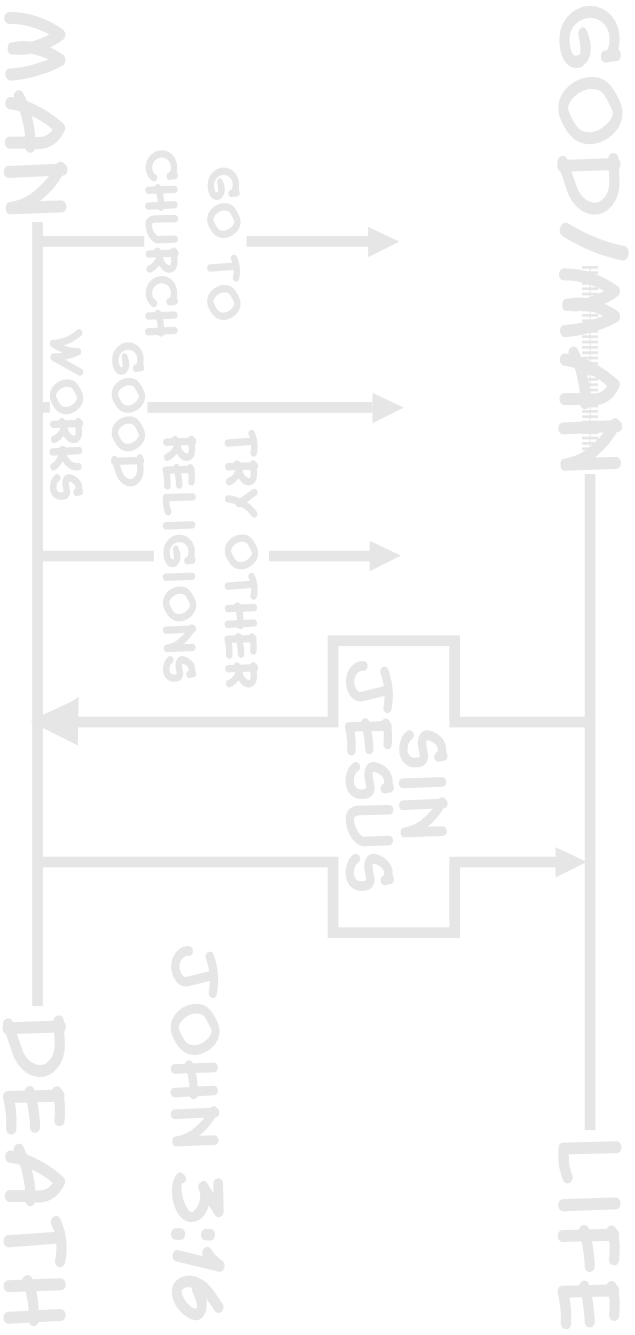 GOD/MAN LIFE
SIN
JESUS
GO TO
CHURCH
TRY OTHER
RELIGIONS
GOOD
WORKS
JOHN 3:16
MAN DEATH